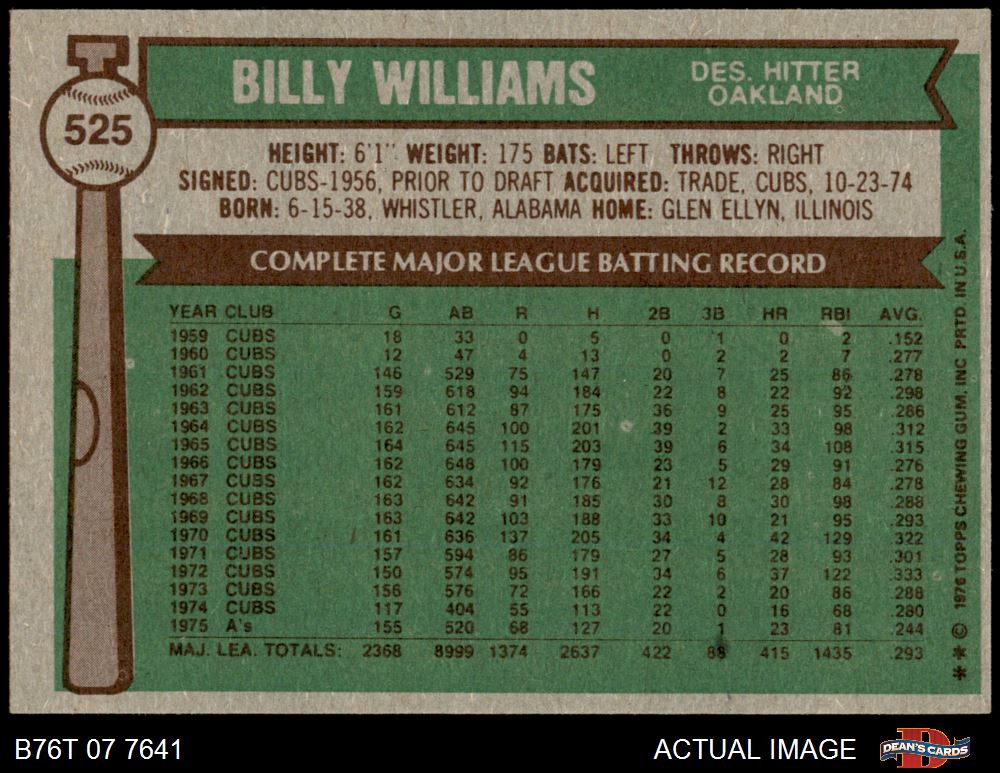 525
BILLY WILLIAMS
DES. HITTER
OAKLAND
HEIGHT: 6'1" WEIGHT: 175 BATS: LEFT THROWS: RIGHT
SIGNED: CUBS-1956, PRIOR TO DRAFT ACQUIRED: TRADE, CUBS, 10-23-74
BORN: 6-15-38, WHISTLER, ALABAMA HOME: GLEN ELLYN, ILLINOIS
COMPLETE MAJOR LEAGUE BATTING RECORD
YEAR CLUB G AB R H 2B 3B HR RBI AVG.
1959 CUBS 18 33 0 5 0 1 0 2 .152
1960 CUBS 12 47 4 13 0 2 2 7 .277
1961 CUBS 146 529 75 147 20 7 25 86 .278
1962 CUBS 159 618 94 184 22 8 22 92 .298
1963 CUBS 161 612 87 175 36 9 25 95 .286
1964 CUBS 162 645 100 201 39 2 33 98 .312
1965 CUBS 164 645 115 203 39 6 34 108 .315
1966 CUBS 162 648 100 179 23 5 29 91 .276
1967 CUBS 162 634 92 176 21 12 28 84 .278
1968 CUBS 163 642 91 185 30 8 30 98 .288
1969 CUBS 163 642 103 188 33 10 21 95 .293
1970 CUBS 161 636 137 205 34 4 42 129 .322
1971 CUBS 157 594 86 179 27 5 28 93 .301
1972 CUBS 150 574 95 191 34 6 37 122 .333
1973 CUBS 156 576 72 166 22 2 20 86 .288
1974 CUBS 117 404 55 113 22 0 16 68 .280
1975 A's 155 520 68 127 20 1 23 81 .244
MAJ. LEA. TOTALS: 2368 8999 1374 2637 422 88 415 1435 .293
** © 1976 TOPPS CHEWING GUM, INC PRTD. IN U.S.A.
B76T 07 7641
ACTUAL IMAGE
B
DEAN'S CARDS